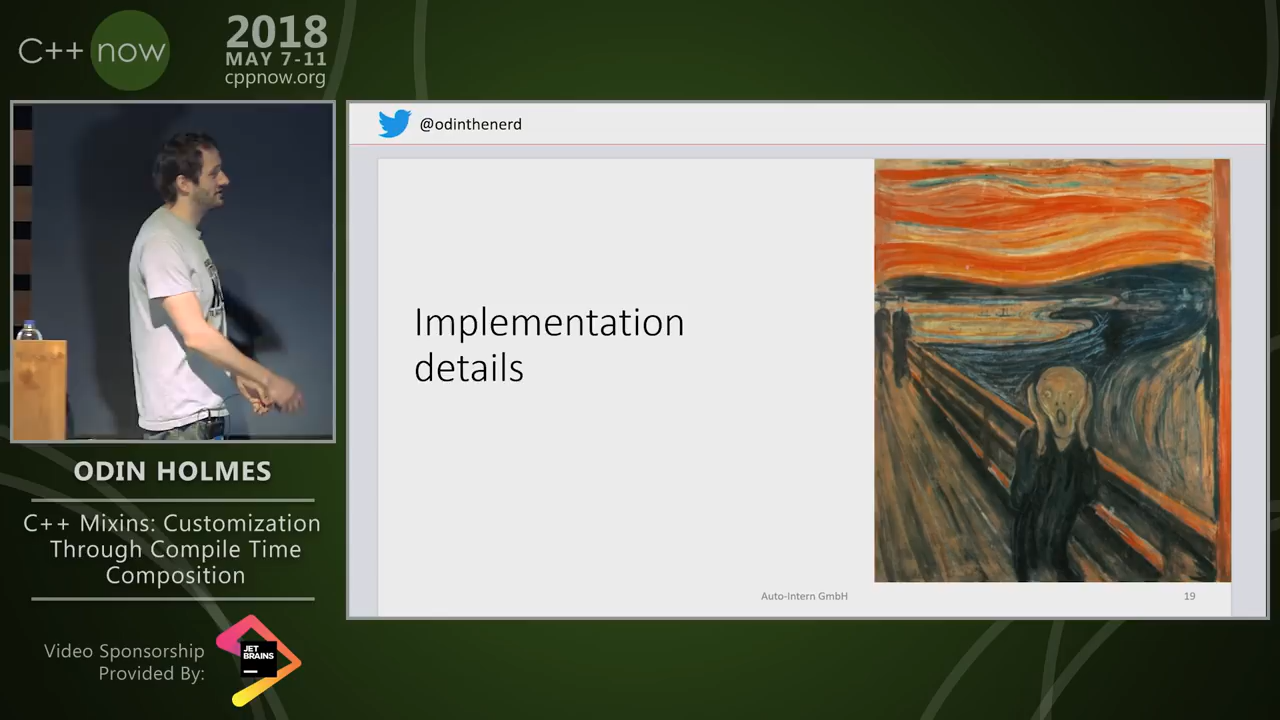 C++ now
2018
MAY 7-11
cppnow.org
@odinthenerd
Implementation
details
Auto-Intern GmbH
19
ODIN HOLMES
C++ Mixins: Customization
Through Compile Time
Composition
Video Sponsorship
Provided By:
JET
BRAINS